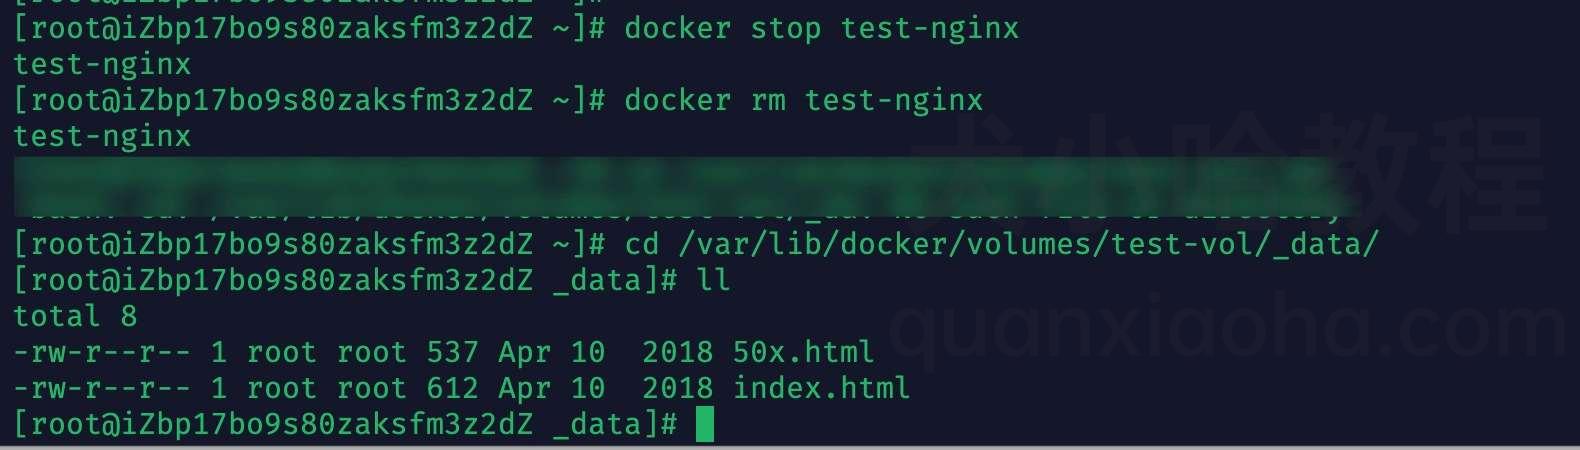 [root@iZbp17bo9s80zaksfm3z2dZ ~]# docker stop test-nginx
test-nginx
[root@iZbp17bo9s80zaksfm3z2dZ ~]# docker rm test-nginx
test-nginx
[root@iZbp17bo9s80zaksfm3z2dZ ~]# cd /var/lib/docker/volumes/test-vol/_data/
[root@iZbp17bo9s80zaksfm3z2dZ _data]# ll
total 8
-rw-r--r-- 1 root root 537 Apr 10  2018 50x.html
-rw-r--r-- 1 root root 612 Apr 10  2018 index.html
[root@iZbp17bo9s80zaksfm3z2dZ _data]#
犬小哈教程
quanxiaoha.com